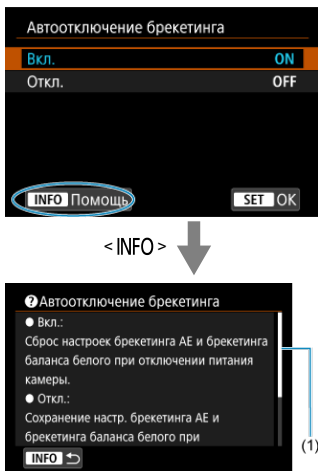 Автоотключение брекетинга
Вкл. ON
Откл. OFF
INFO Помощь SET OK
<INFO>
?Автоотключение брекетинга
● Вкл.:
Сброс настроек брекетинга AE и брекетинга
баланса белого при отключении питания
камеры.
● Откл.:
Сохранение настр. брекетинга AE и
брекетинга баланса белого при
(1)
INFO